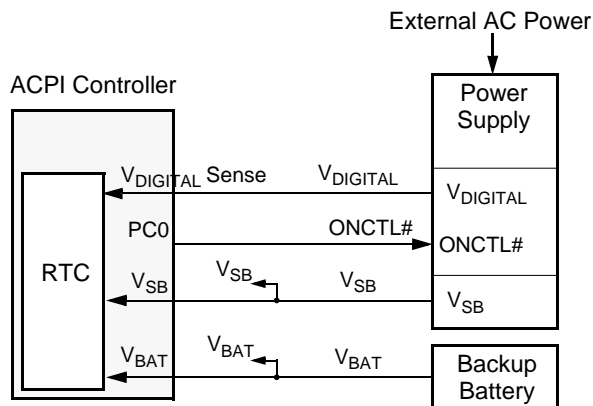 External AC Power
ACPI Controller
Power
Supply
VDIGITAL Sense
VDIGITAL
VDIGITAL
PC0
ONCTL#
ONCTL#
RTC
VSB
VSB
VSB
VSB
VBAT
VBAT
VBAT
Backup
Battery